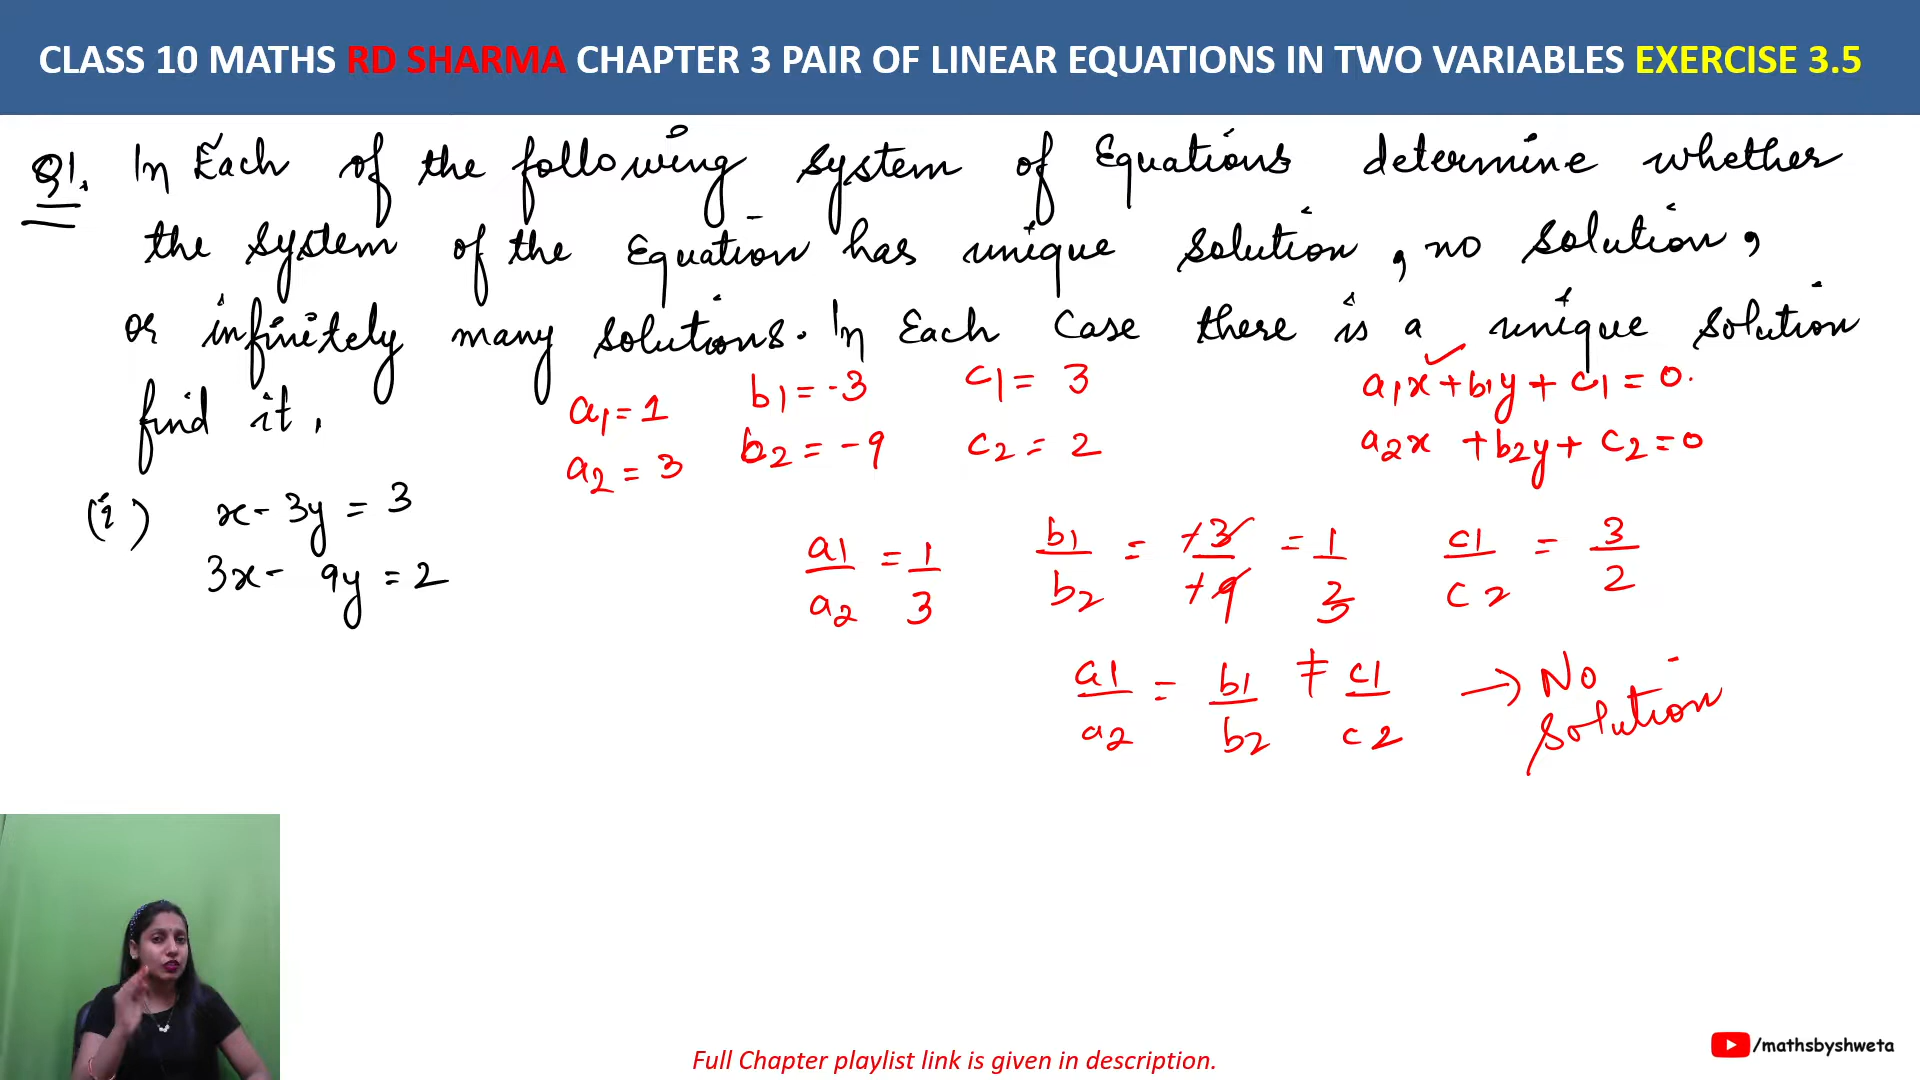 CLASS 10 MATHS RD SHARMA CHAPTER 3 PAIR OF LINEAR EQUATIONS IN TWO VARIABLES EXERCISE 3.5
Q1. In Each of the following system of Equations determine whether
the system of the Equation has unique solution, no solution,
or infinitely many solutions. In Each Case there is a unique solution
find it.
a1 = 1 b1 = -3 c1 = 3 a1x + b1y + c1 = 0.
a2 = 3 b2 = -9 c2 = 2 a2x + b2y + c2 = 0
(i) x - 3y = 3
3x - 9y = 2
a1/a2 = 1/3 b1/b2 = +3/+9 = 1/3 c1/c2 = 3/2
a1/a2 = b1/b2 ≠ c1/c2 → No
solution
/mathsbyshweta
Full Chapter playlist link is given in description.